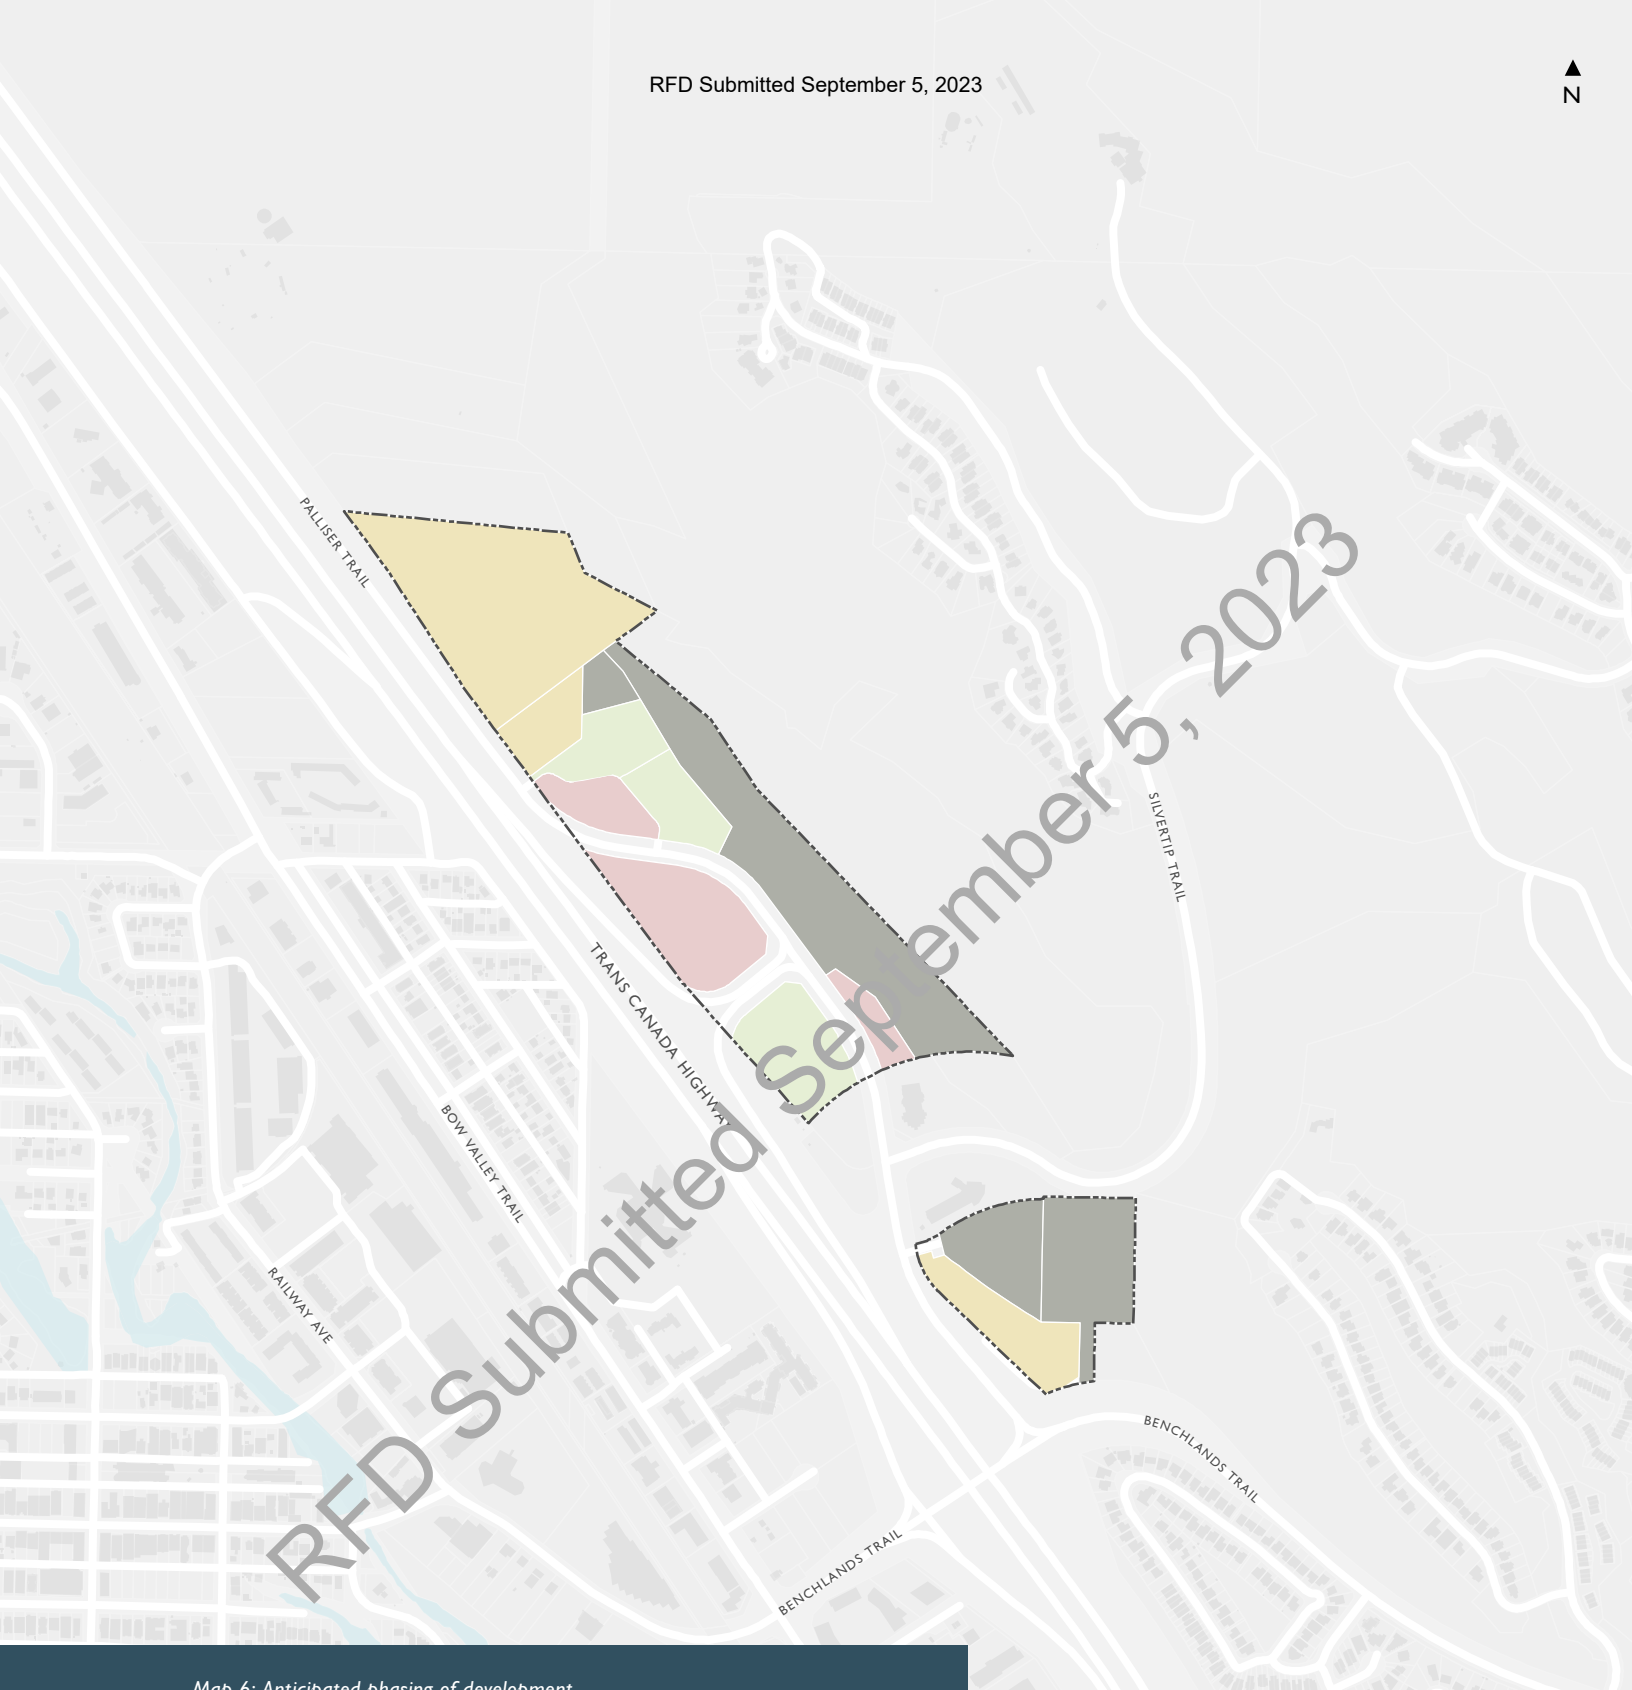 RFD Submitted September 5, 2023
N
PALLISER TRAIL
SILVERTIP TRAIL
TRANS CANADA HIGHWAY
BOW VALLEY TRAIL
RAILWAY AVE
BENCHLANDS TRAIL
BENCHLANDS TRAIL
RFD Submitted September 5, 2023
Map 6: Anticipated phasing of development